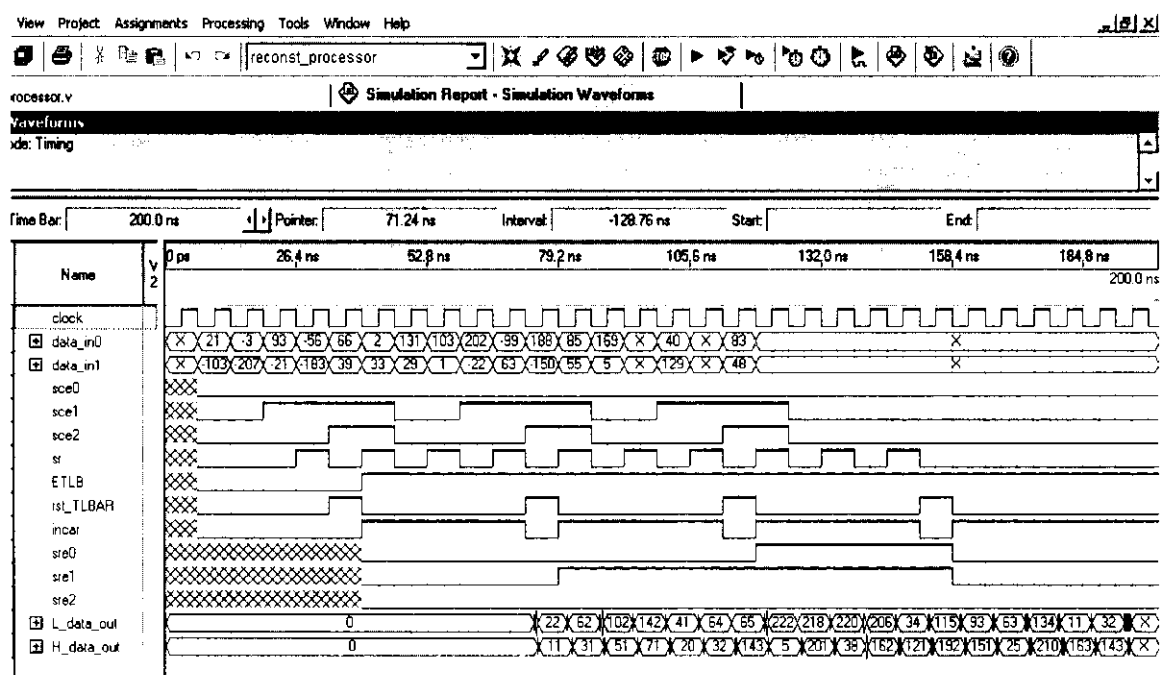 View Project Assignments Processing Tools Window Help
reconst_processor
rocessor.v
Simulation Report - Simulation Waveforms
Waveforms
ode: Timing
Time Bar: 200.0 ns Pointer: 71.24 ns Interval: -128.76 ns Start: End:
Name V 2 0 ps 26.4 ns 52.8 ns 79.2 ns 105.6 ns 132.0 ns 158.4 ns 184.8 ns
200.0 ns
clock
data_in0 X 21 -3 93 -56 66 2 131 103 202 -99 188 85 169 X 40 X 83 X
data_in1 X -103 -207 -21 -183 39 33 29 1 -22 63 -150 55 5 X 129 X 48 X
sce0
sce1
sce2
sr
ETLB
rst_TLBAR
incar
sre0
sre1
sre2
L_data_out 0 22 62 102 142 41 64 65 222 218 220 206 34 115 93 63 134 11 32 X
H_data_out 0 11 31 51 71 20 32 143 5 201 38 162 121 192 151 25 210 163 143 X